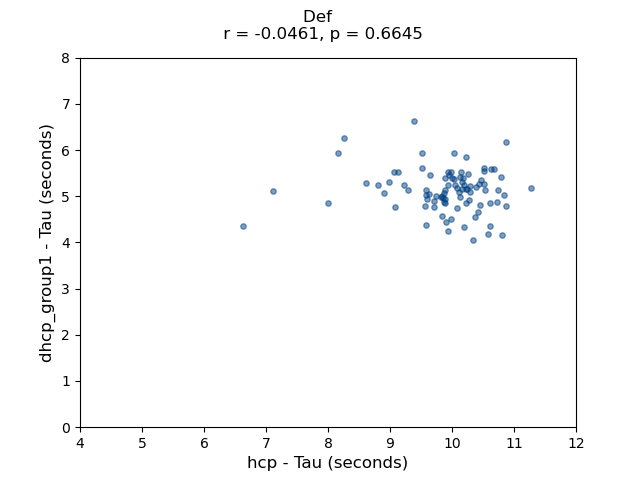 Def
r = -0.0461, p = 0.6645
8
7
6
5
4
3
2
1
0
dhcp_group1 - Tau (seconds)
4 5 6 7 8 9 10 11 12
hcp - Tau (seconds)